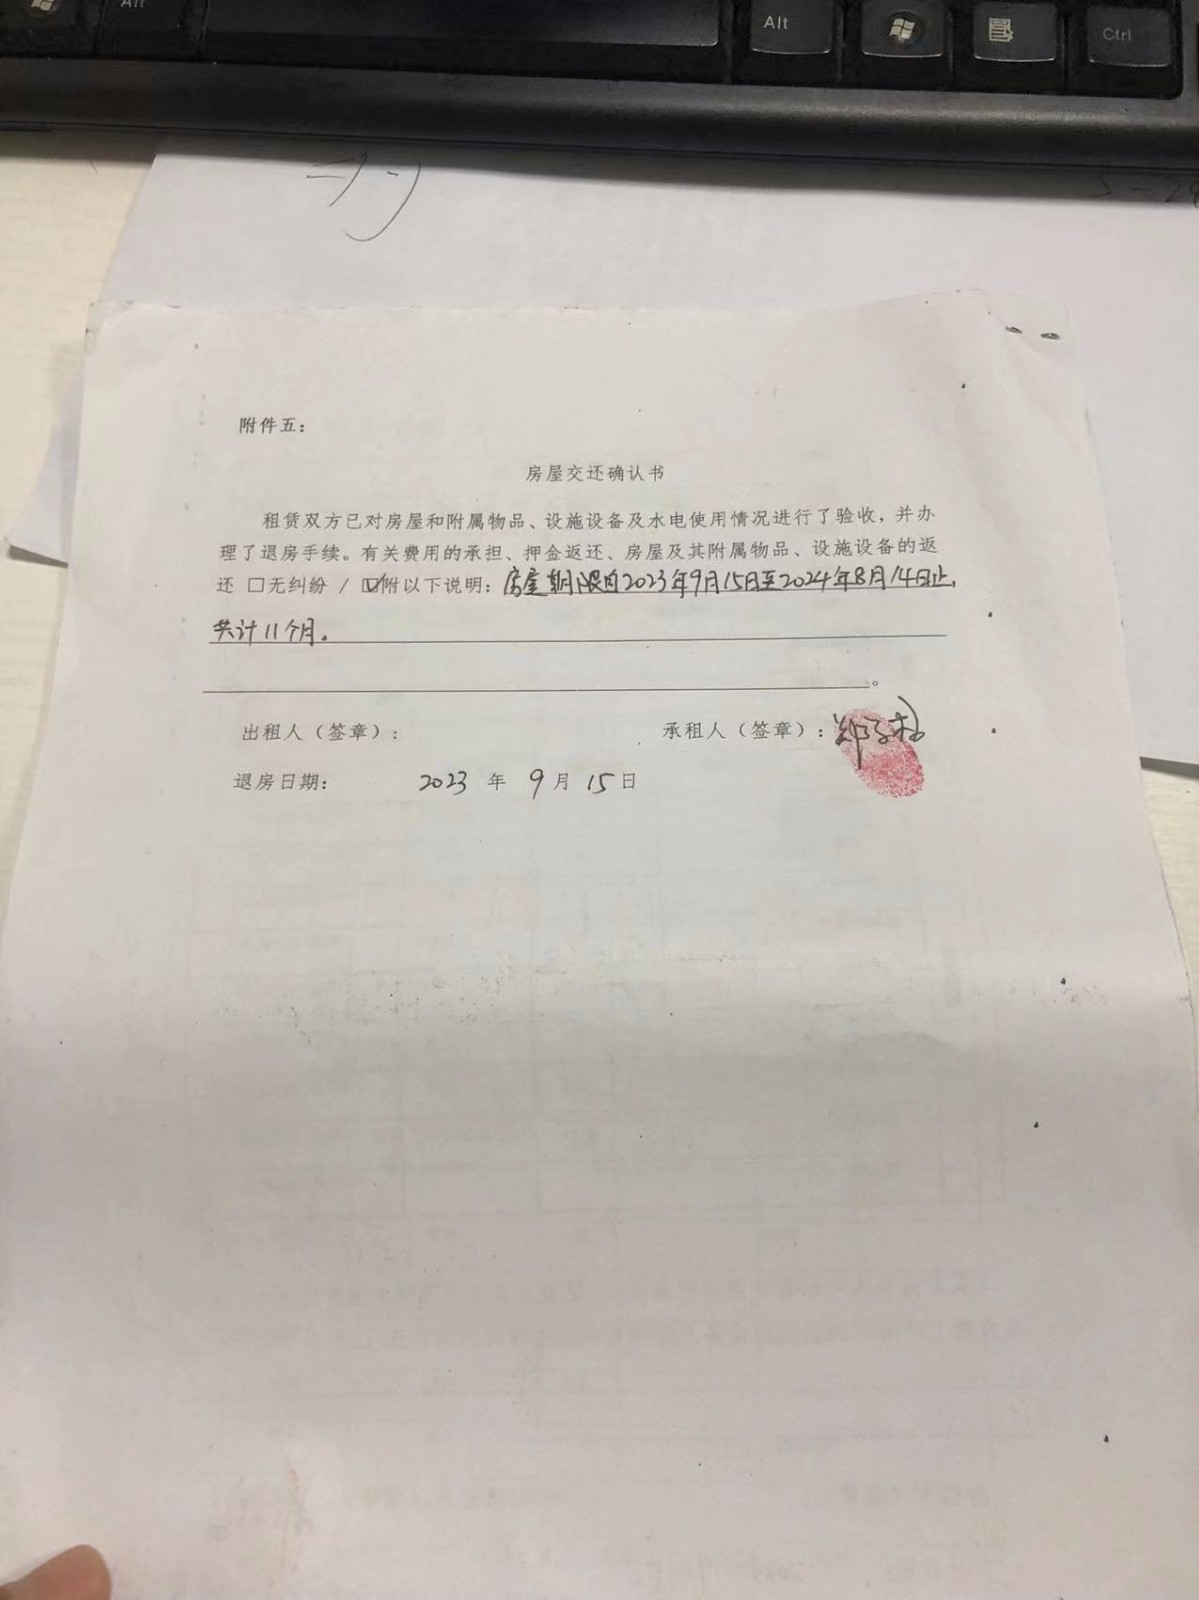 Alt
Alt
Ctrl
附件五：
房屋交还确认书
租赁双方已对房屋和附属物品、设施设备及水电使用情况进行了验收，并办
理了退房手续。有关费用的承担、押金返还、房屋及其附属物品、设施设备的返
还 □无纠纷 / ☑附以下说明：房屋期限自2023年9月15日至2024年8月14日止，
共计11个月。
。
出租人（签章）： 承租人（签章）：郑
退房日期： 2023 年 9 月 15 日